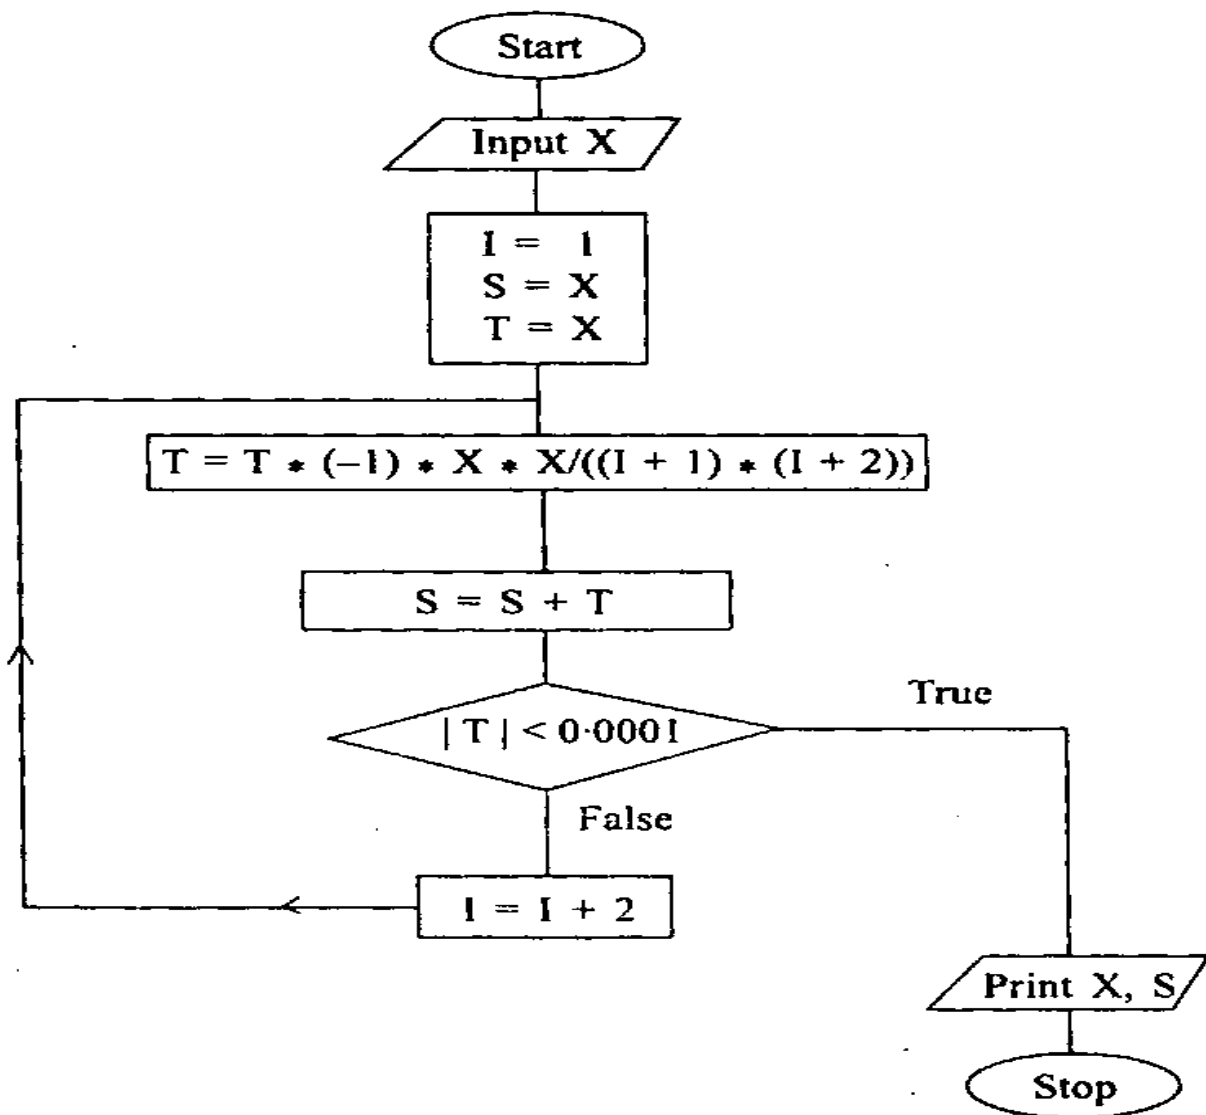 Start
Input X
I = 1
S = X
T = X
T = T * (-1) * X * X/((I + 1) * (I + 2))
S = S + T
| T | < 0·0001
True
False
I = I + 2
Print X, S
Stop